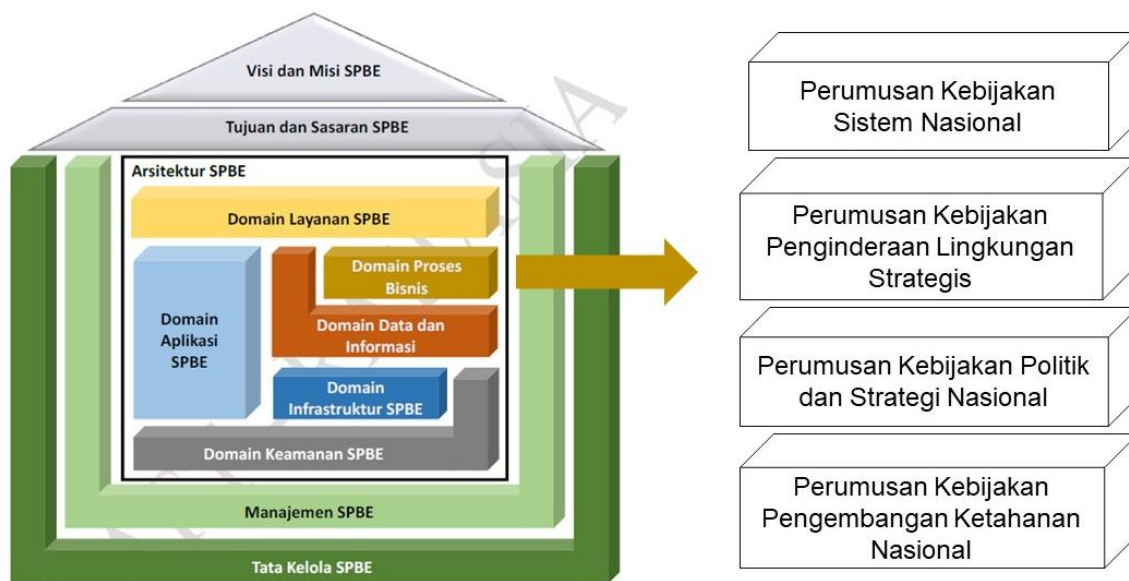 Visi dan Misi SPBE
Tujuan dan Sasaran SPBE
Arsitektur SPBE
Domain Layanan SPBE
Domain
Aplikasi
SPBE
Domain Proses
Bisnis
Domain Data dan
Informasi
Domain
Infrastruktur SPBE
Domain Keamanan SPBE
Manajemen SPBE
Tata Kelola SPBE
Perumusan Kebijakan
Sistem Nasional
Perumusan Kebijakan
Penginderaan Lingkungan
Strategis
Perumusan Kebijakan Politik
dan Strategi Nasional
Perumusan Kebijakan
Pengembangan Ketahanan
Nasional